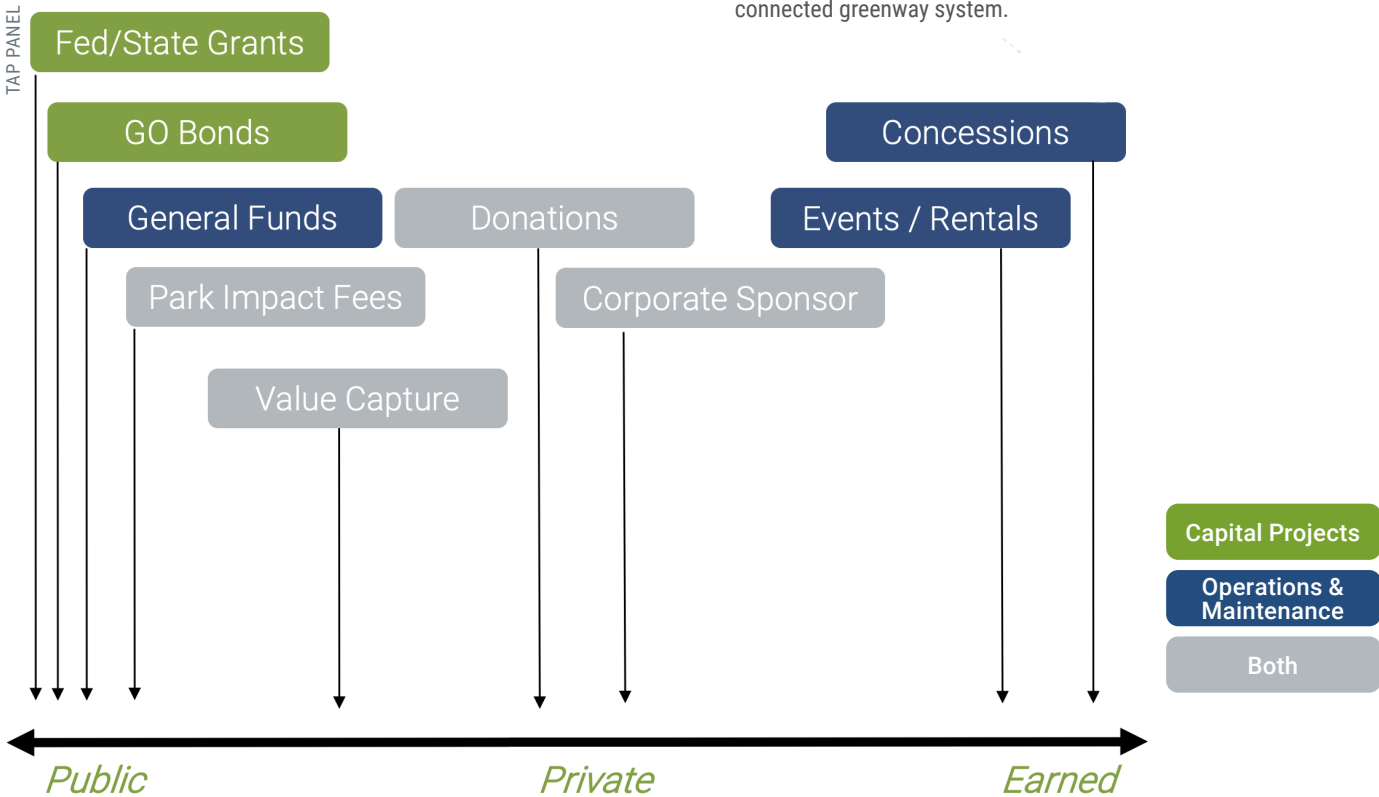 connected greenway system.
TAP PANEL
Fed/State Grants
GO Bonds
Concessions
General Funds
Donations
Events / Rentals
Park Impact Fees
Corporate Sponsor
Value Capture
Capital Projects
Operations &
Maintenance
Both
Public
Private
Earned